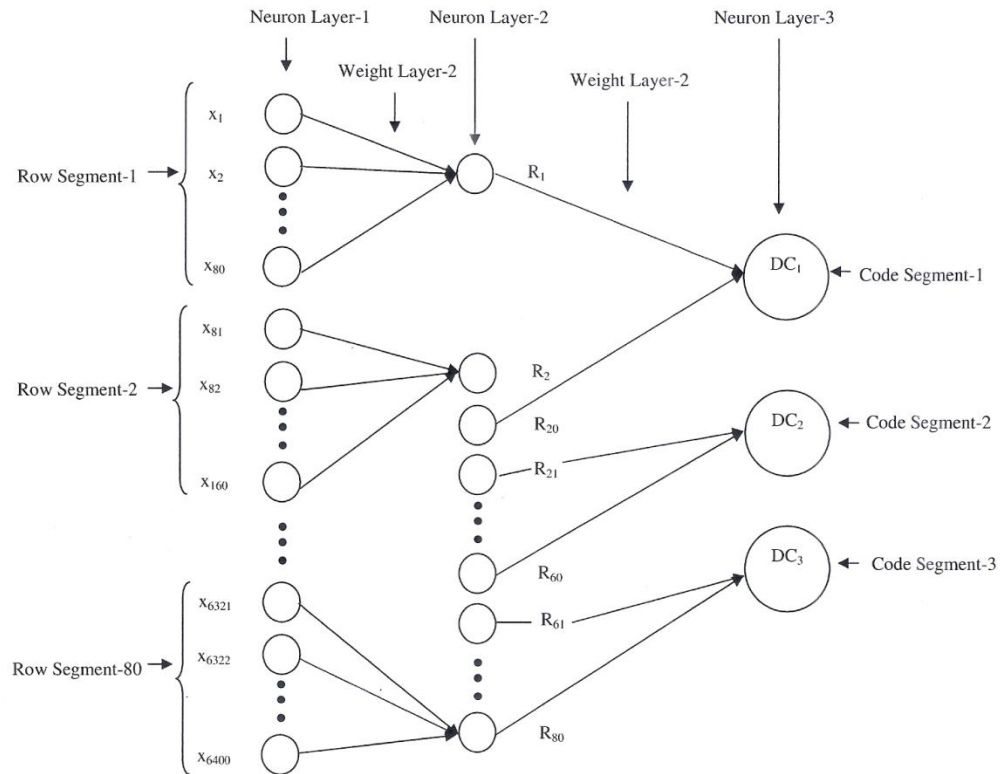 Neuron Layer-1
Neuron Layer-2
Neuron Layer-3
Weight Layer-2
Weight Layer-2
Row Segment-1
x1
x2
x80
R1
DC1
Code Segment-1
Row Segment-2
x81
x82
x160
R2
R20
R21
R60
DC2
Code Segment-2
Row Segment-80
x6321
x6322
x6400
R61
R80
DC3
Code Segment-3